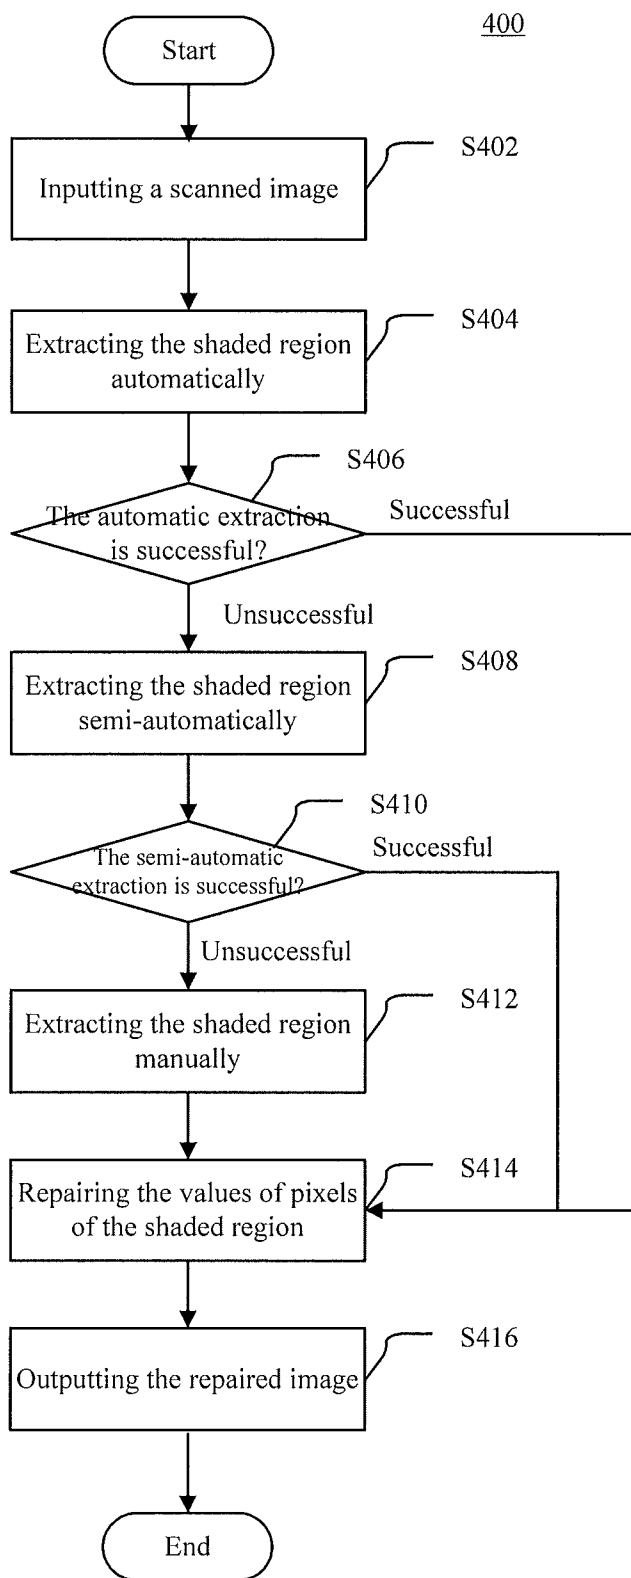 400
Start
S402
Inputting a scanned image
S404
Extracting the shaded region
automatically
S406
The automatic extraction
is successful?
Successful
Unsuccessful
S408
Extracting the shaded region
semi-automatically
S410
The semi-automatic
extraction is successful?
Successful
Unsuccessful
S412
Extracting the shaded region
manually
S414
Repairing the values of pixels
of the shaded region
S416
Outputting the repaired image
End